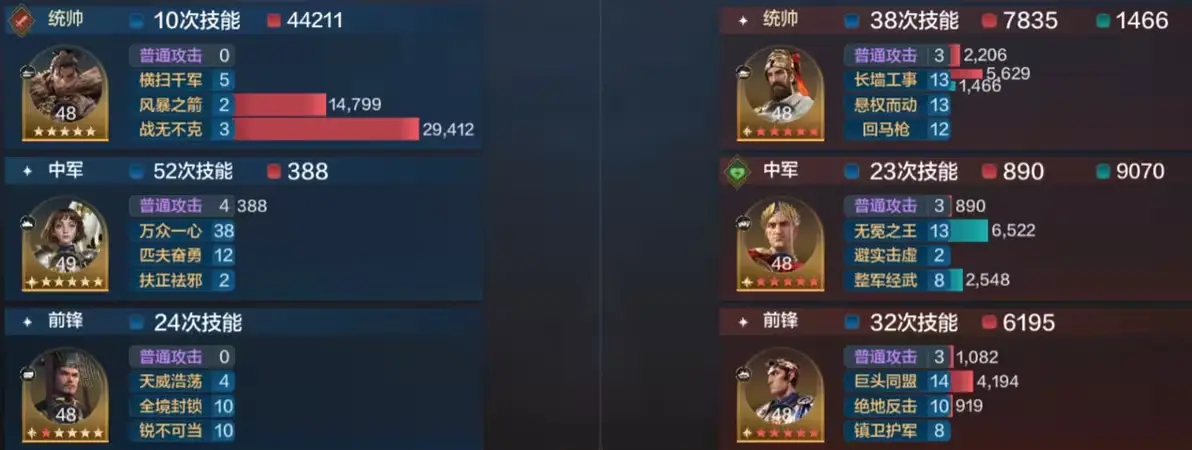 统帅 10次技能 44211
普通攻击 0
横扫千军 5
风暴之箭 2 14,799
战无不克 3 29,412
48
中军 52次技能 388
普通攻击 4 388
万众一心 38
匹夫奋勇 12
扶正祛邪 2
49
前锋 24次技能
普通攻击 0
天威浩荡 4
全境封锁 10
锐不可当 10
48
统帅 38次技能 7835 1466
普通攻击 3 2,206
长墙工事 13 5,629
1,466
悬权而动 13
回马枪 12
48
中军 23次技能 890 9070
普通攻击 3 890
无冕之王 13 6,522
避实击虚 2
整军经武 8 2,548
48
前锋 32次技能 6195
普通攻击 3 1,082
巨头同盟 14 4,194
绝地反击 10 919
镇卫护军 8
48